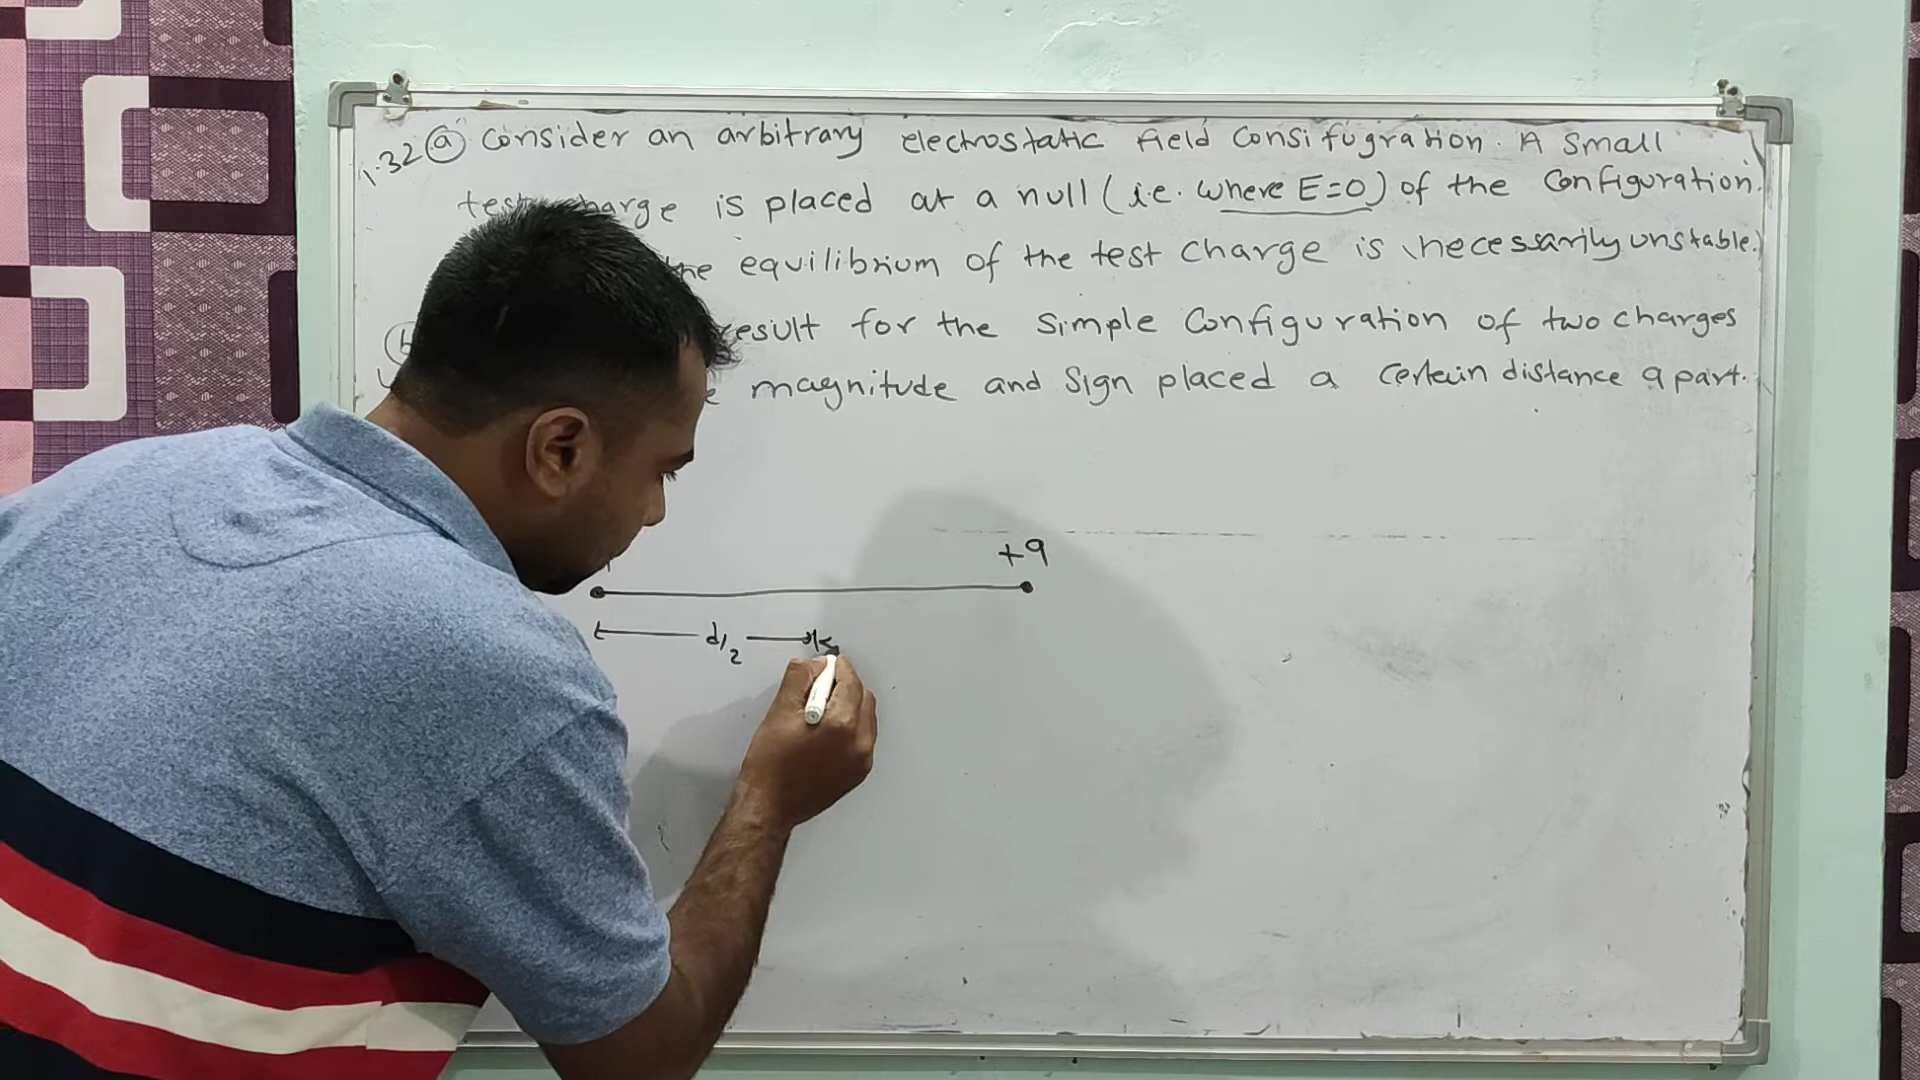 1.32 (a) Consider an arbitrary electrostatic field Consifugration. A small
test charge is placed at a null (i.e. where E=0) of the Configuration.
the equilibrium of the test charge is necessarily unstable.
(b) result for the simple Configuration of two charges
magnitude and sign placed a certain distance apart.
+q
d/2